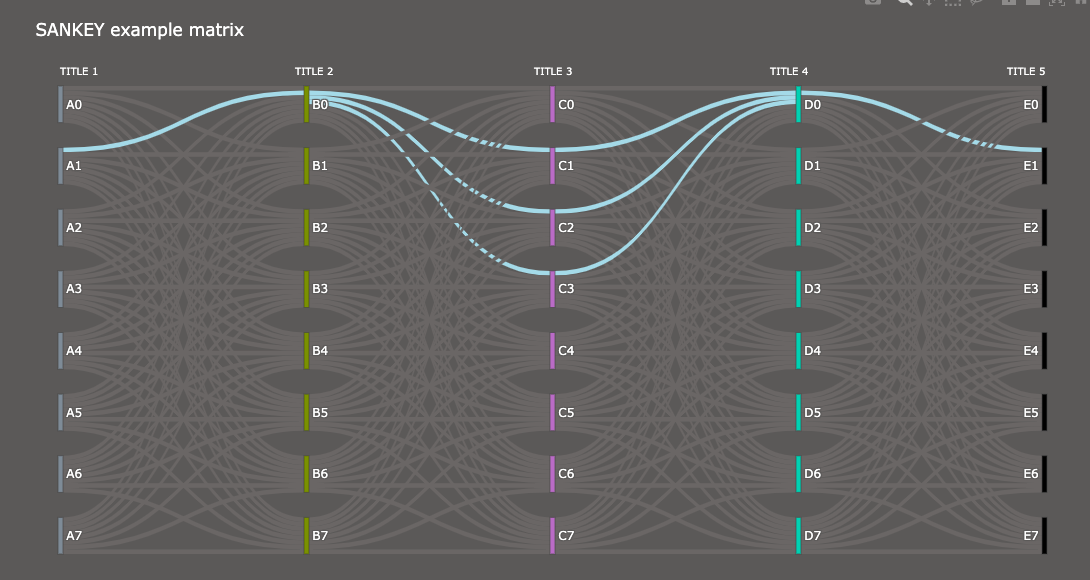 SANKEY example matrix
TITLE 1 TITLE 2 TITLE 3 TITLE 4 TITLE 5
A0 B0 C0 D0 E0
A1 B1 C1 D1 E1
A2 B2 C2 D2 E2
A3 B3 C3 D3 E3
A4 B4 C4 D4 E4
A5 B5 C5 D5 E5
A6 B6 C6 D6 E6
A7 B7 C7 D7 E7